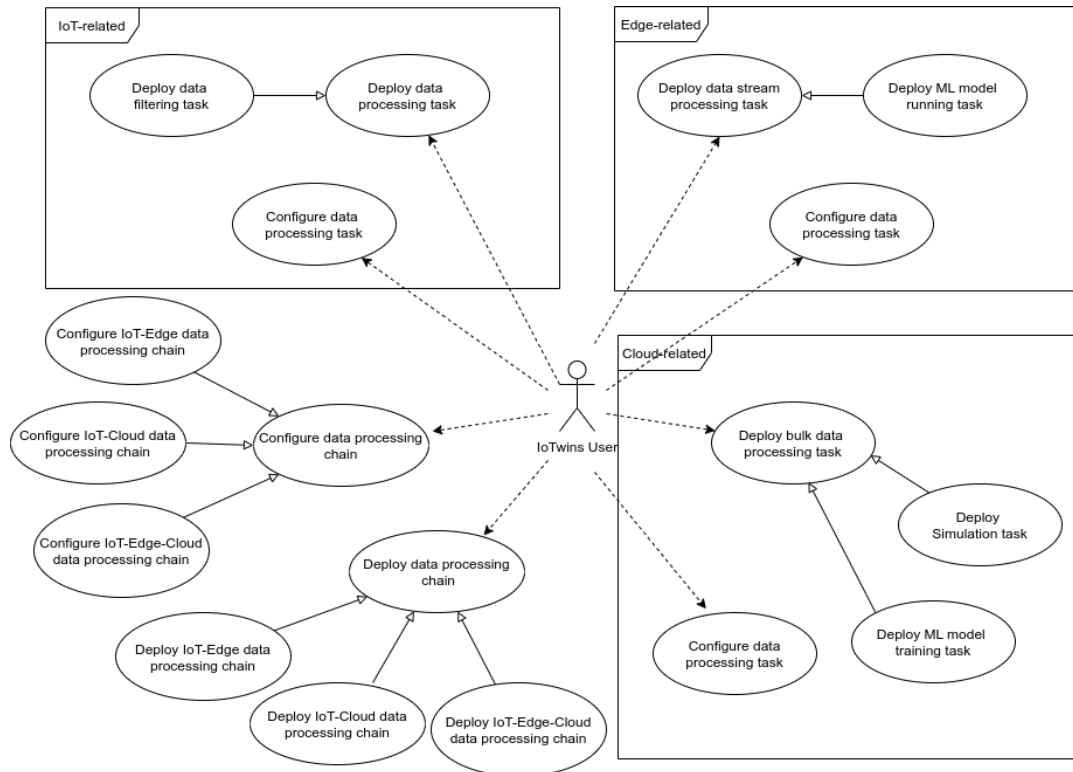 IoT-related
Deploy data
filtering task
Deploy data
processing task
Configure data
processing task
Edge-related
Deploy data stream
processing task
Deploy ML model
running task
Configure data
processing task
Configure IoT-Edge data
processing chain
Configure IoT-Cloud data
processing chain
Configure IoT-Edge-Cloud
data processing chain
Configure data processing
chain
IoTwins User
Deploy data processing
chain
Deploy IoT-Edge data
processing chain
Deploy IoT-Cloud data
processing chain
Deploy IoT-Edge-Cloud
data processing chain
Cloud-related
Deploy bulk data
processing task
Deploy
Simulation task
Configure data
processing task
Deploy ML model
training task